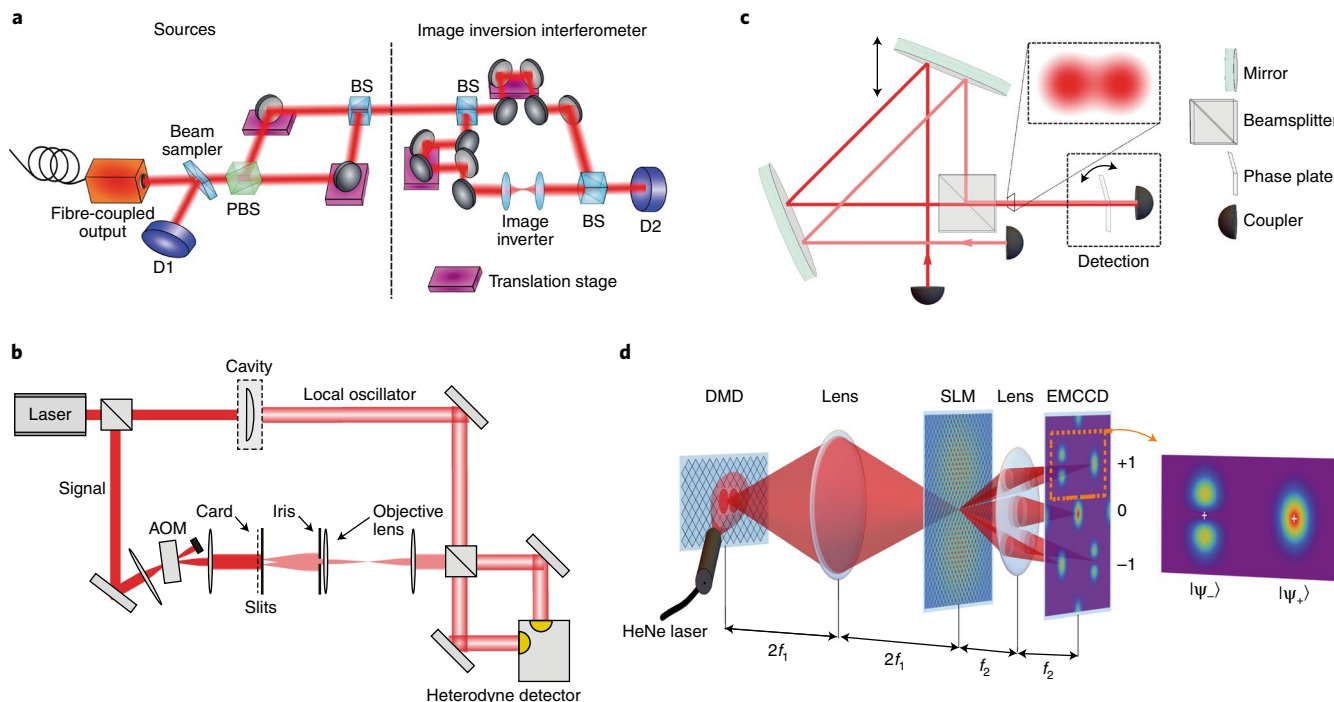 a
Sources
Image inversion interferometer
BS
BS
Beam
sampler
PBS
Fibre-coupled
output
D1
Image
inverter
BS
D2
Translation stage
c
Mirror
Beamsplitter
Phase plate
Coupler
Detection
b
Cavity
Laser
Local oscillator
Signal
AOM
Card
Iris
Objective
lens
Slits
Heterodyne detector
d
DMD
Lens
SLM
Lens
EMCCD
+1
0
−1
HeNe laser
2f₁
2f₁
f₂
f₂
|ψ₋⟩
|ψ₊⟩